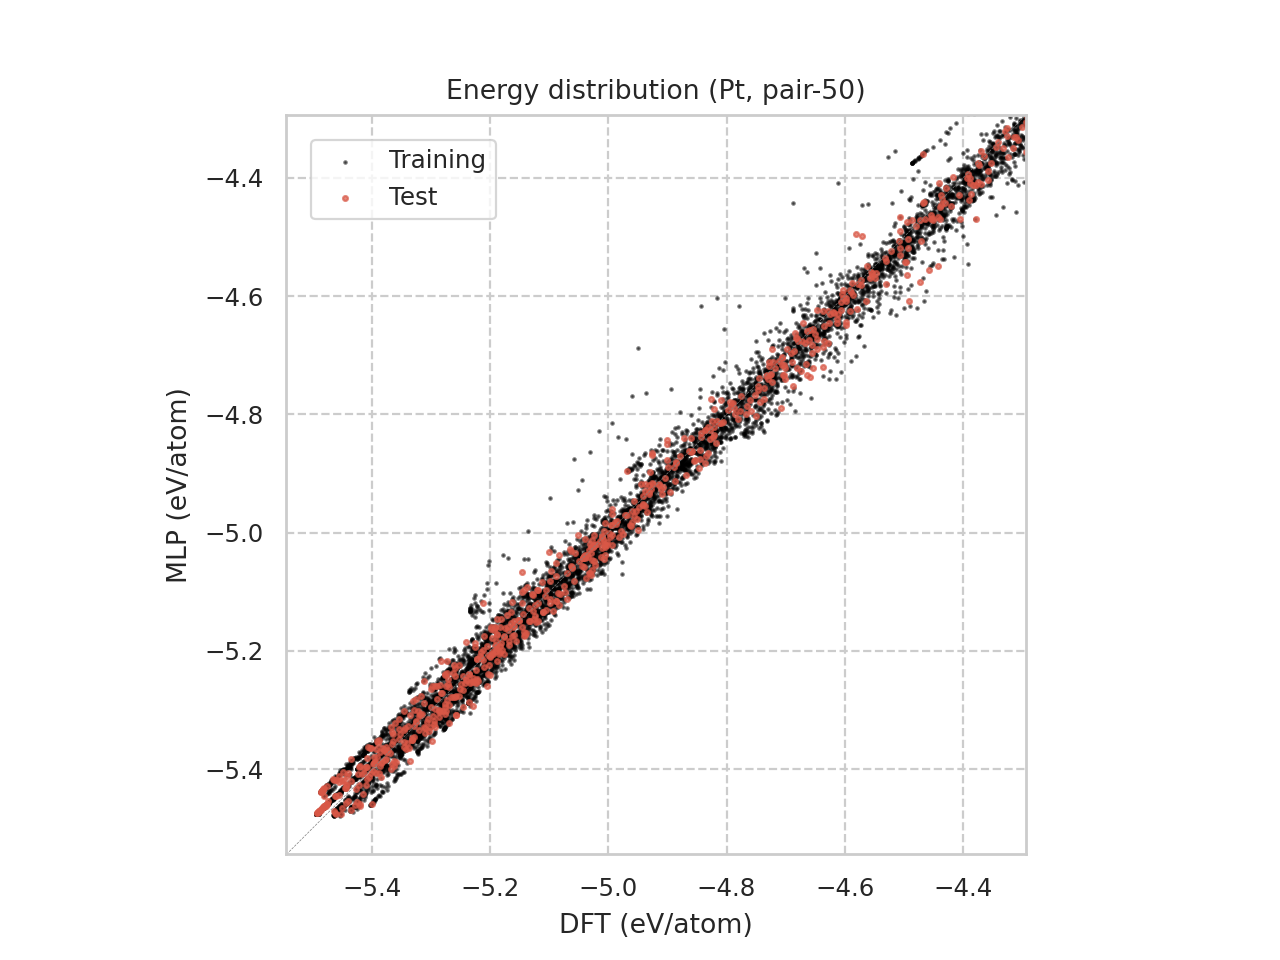 Energy distribution (Pt, pair-50)
Training
Test
MLP (eV/atom)
−4.4
−4.6
−4.8
−5.0
−5.2
−5.4
−5.4 −5.2 −5.0 −4.8 −4.6 −4.4
DFT (eV/atom)